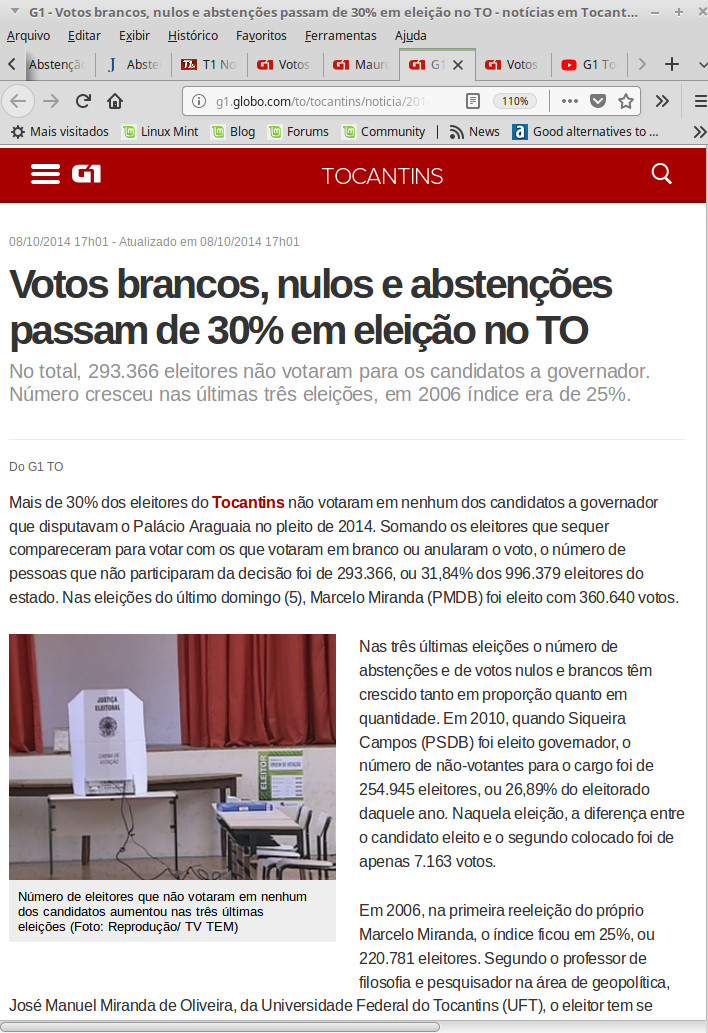 G1 - Votos brancos, nulos e abstenções passam de 30% em eleição no TO - notícias em Tocant...
Arquivo Editar Exibir Histórico Favoritos Ferramentas Ajuda
Abstençã Abste T1 No G1 Votos G1 Mauro G1 G1 G1 Votos G1 To
g1.globo.com/to/tocantins/noticia/201 110%
Mais visitados Linux Mint Blog Forums Community News Good alternatives to ...
G1 TOCANTINS
08/10/2014 17h01 - Atualizado em 08/10/2014 17h01
Votos brancos, nulos e abstenções
passam de 30% em eleição no TO
No total, 293.366 eleitores não votaram para os candidatos a governador.
Número cresceu nas últimas três eleições, em 2006 índice era de 25%.
Do G1 TO
Mais de 30% dos eleitores do Tocantins não votaram em nenhum dos candidatos a governador
que disputavam o Palácio Araguaia no pleito de 2014. Somando os eleitores que sequer
compareceram para votar com os que votaram em branco ou anularam o voto, o número de
pessoas que não participaram da decisão foi de 293.366, ou 31,84% dos 996.379 eleitores do
estado. Nas eleições do último domingo (5), Marcelo Miranda (PMDB) foi eleito com 360.640 votos.
JUSTIÇA
ELEITORAL
ELEITOR
Número de eleitores que não votaram em nenhum
dos candidatos aumentou nas três últimas
eleições (Foto: Reprodução/ TV TEM)
Nas três últimas eleições o número de
abstenções e de votos nulos e brancos têm
crescido tanto em proporção quanto em
quantidade. Em 2010, quando Siqueira
Campos (PSDB) foi eleito governador, o
número de não-votantes para o cargo foi de
254.945 eleitores, ou 26,89% do eleitorado
daquele ano. Naquela eleição, a diferença entre
o candidato eleito e o segundo colocado foi de
apenas 7.163 votos.
Em 2006, na primeira reeleição do próprio
Marcelo Miranda, o índice ficou em 25%, ou
220.781 eleitores. Segundo o professor de
filosofia e pesquisador na área de geopolítica,
José Manuel Miranda de Oliveira, da Universidade Federal do Tocantins (UFT), o eleitor tem se